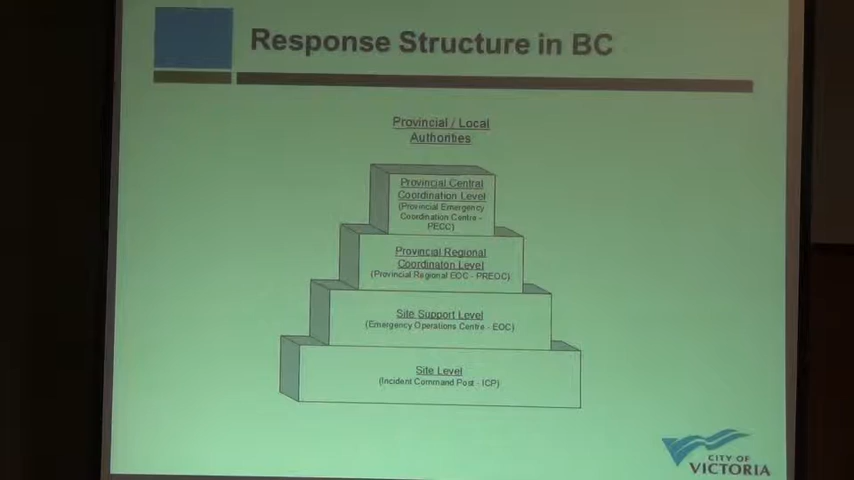 Response Structure in BC
Provincial / Local
Authorities
Provincial Central
Coordination Level
(Provincial Emergency
Coordination Centre -
PECC)
Provincial Regional
Coordinaton Level
(Provincial Regional EOC - PREOC)
Site Support Level
(Emergency Operations Centre - EOC)
Site Level
(Incident Command Post - ICP)
CITY OF
VICTORIA